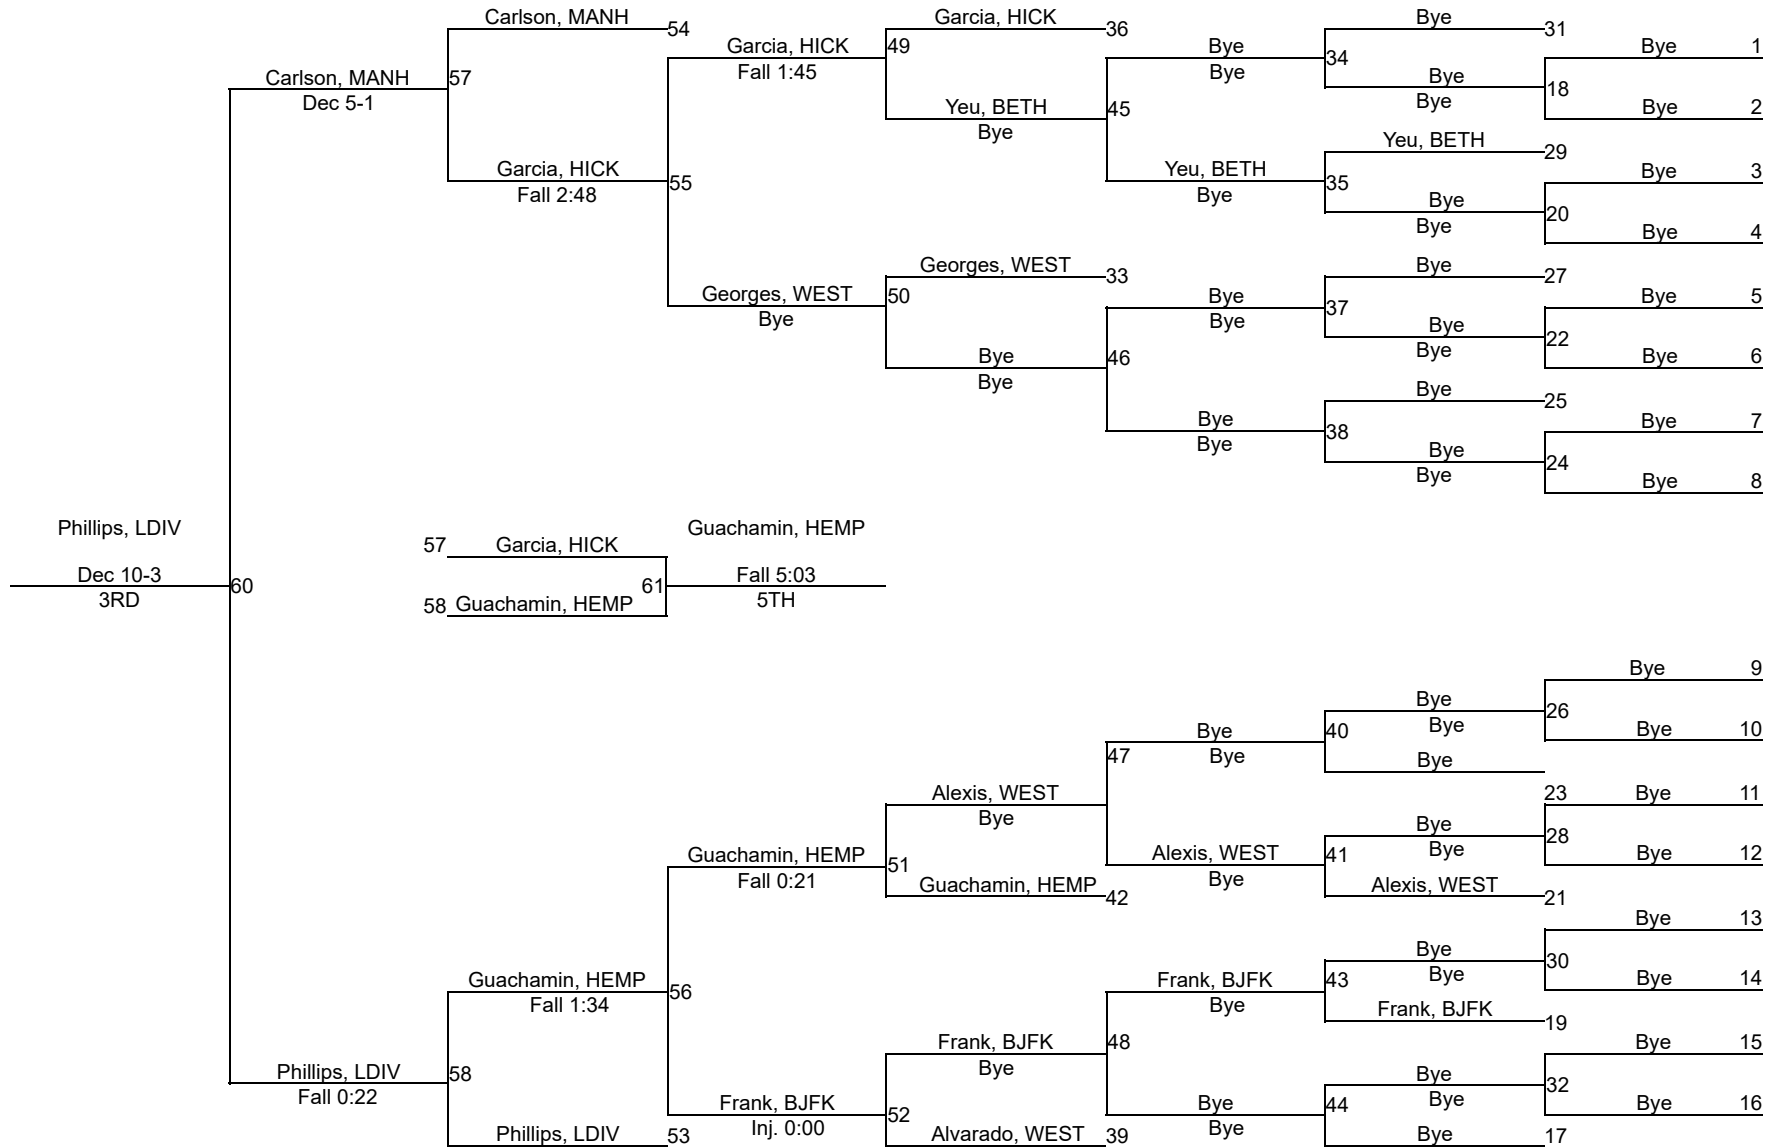 Carlson, MANH
54
Garcia, HICK
36
Bye
31
Garcia, HICK
49
Fall 1:45
Bye
Bye
34
Bye
1
Carlson, MANH
57
Dec 5-1
Bye
Bye
18
Yeu, BETH
Bye
45
Bye
2
Yeu, BETH
29
Garcia, HICK
Fall 2:48
55
Yeu, BETH
Bye
35
Bye
3
Bye
Bye
20
Bye
4
Georges, WEST
33
Bye
27
Georges, WEST
Bye
50
Bye
Bye
37
Bye
5
Bye
Bye
22
Bye
Bye
46
Bye
6
Bye
25
Bye
Bye
38
Bye
7
Bye
Bye
24
Bye
8
Phillips, LDIV
Dec 10-3
3RD
60
57
Garcia, HICK
58
Guachamin, HEMP
61
Guachamin, HEMP
Fall 5:03
5TH
Bye
9
Bye
Bye
26
Bye
Bye
40
Bye
10
47
Bye
Alexis, WEST
Bye
23
Bye
11
Bye
Bye
28
Guachamin, HEMP
Fall 0:21
51
Alexis, WEST
Bye
41
Bye
12
Guachamin, HEMP
42
Alexis, WEST
21
Bye
13
Bye
Bye
30
Guachamin, HEMP
Fall 1:34
56
Frank, BJFK
Bye
43
Bye
14
Frank, BJFK
19
Frank, BJFK
Bye
48
Bye
15
Phillips, LDIV
Fall 0:22
58
Bye
Bye
32
Frank, BJFK
Inj. 0:00
52
Bye
Bye
44
Bye
16
Phillips, LDIV
53
Alvarado, WEST
39
Bye
17